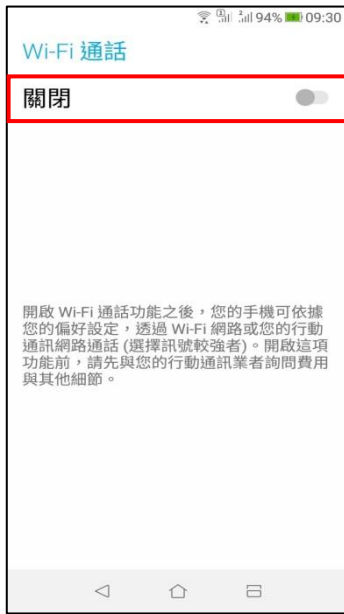 94% 09:30
Wi-Fi 通話
關閉
開啟 Wi-Fi 通話功能之後，您的手機可依據
您的偏好設定，透過 Wi-Fi 網路或您的行動
通訊網路通話 (選擇訊號較強者)。開啟這項
功能前，請先與您的行動通訊業者詢問費用
與其他細節。